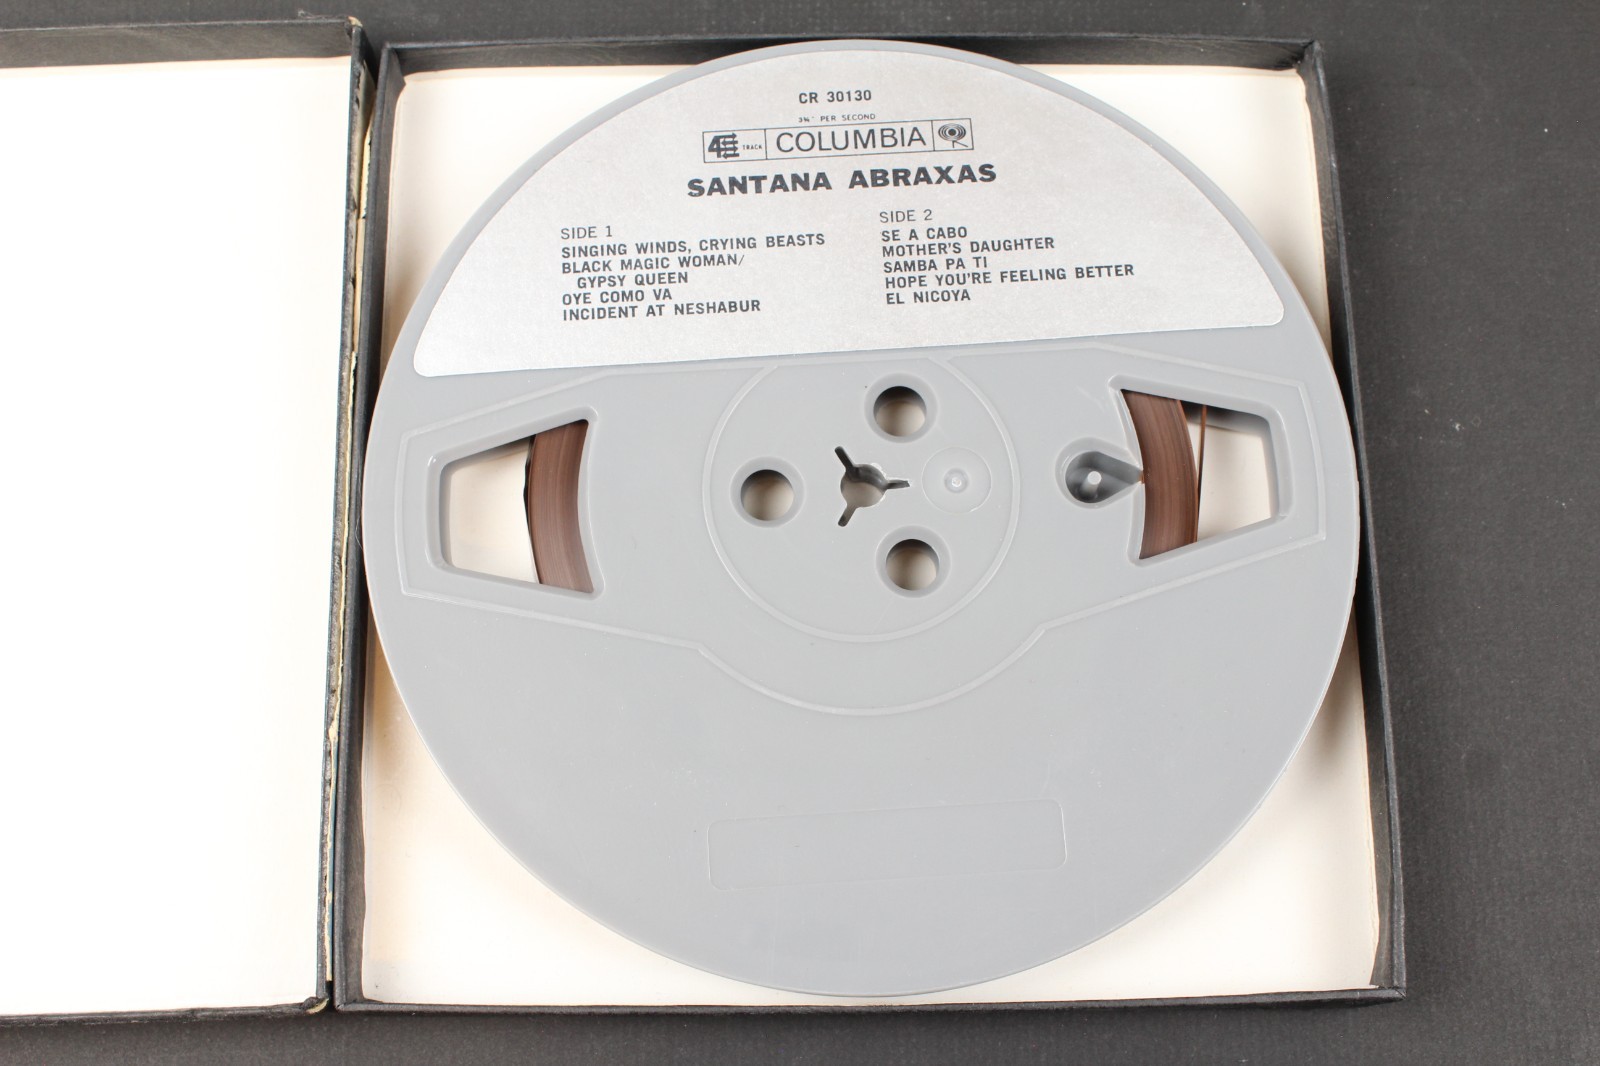 CR 30130
3¾" PER SECOND
4 TRACK COLUMBIA
SANTANA ABRAXAS
SIDE 1
SINGING WINDS, CRYING BEASTS
BLACK MAGIC WOMAN/
GYPSY QUEEN
OYE COMO VA
INCIDENT AT NESHABUR
SIDE 2
SE A CABO
MOTHER'S DAUGHTER
SAMBA PA TI
HOPE YOU'RE FEELING BETTER
EL NICOYA